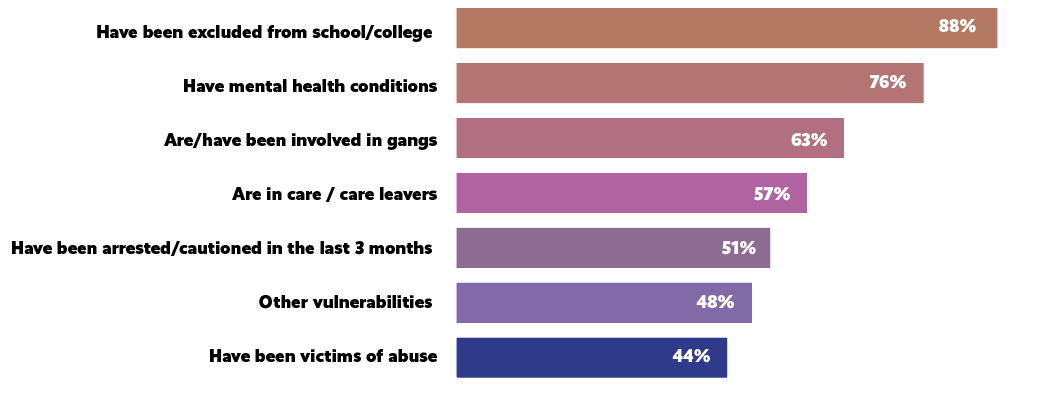 Have been excluded from school/college 88%
Have mental health conditions 76%
Are/have been involved in gangs 63%
Are in care / care leavers 57%
Have been arrested/cautioned in the last 3 months 51%
Other vulnerabilities 48%
Have been victims of abuse 44%